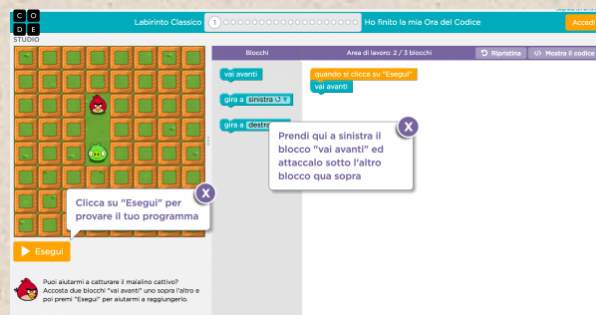 C O
D E
STUDIO
Labirinto Classico
1
Ho finito la mia Ora del Codice
Accedi
Blocchi
Area di lavoro: 2 / 3 blocchi
Ripristina
</> Mostra il codice
vai avanti
gira a sinistra ↺ ▼
gira a destra
quando si clicca su "Esegui"
vai avanti
Prendi qui a sinistra il
blocco "vai avanti" ed
attaccalo sotto l'altro
blocco qua sopra
X
Clicca su "Esegui" per
provare il tuo programma
X
Esegui
Puoi aiutarmi a catturare il maialino cattivo?
Accosta due blocchi "vai avanti" uno sopra l'altro e
poi premi "Esegui" per aiutarmi a raggiungerlo.